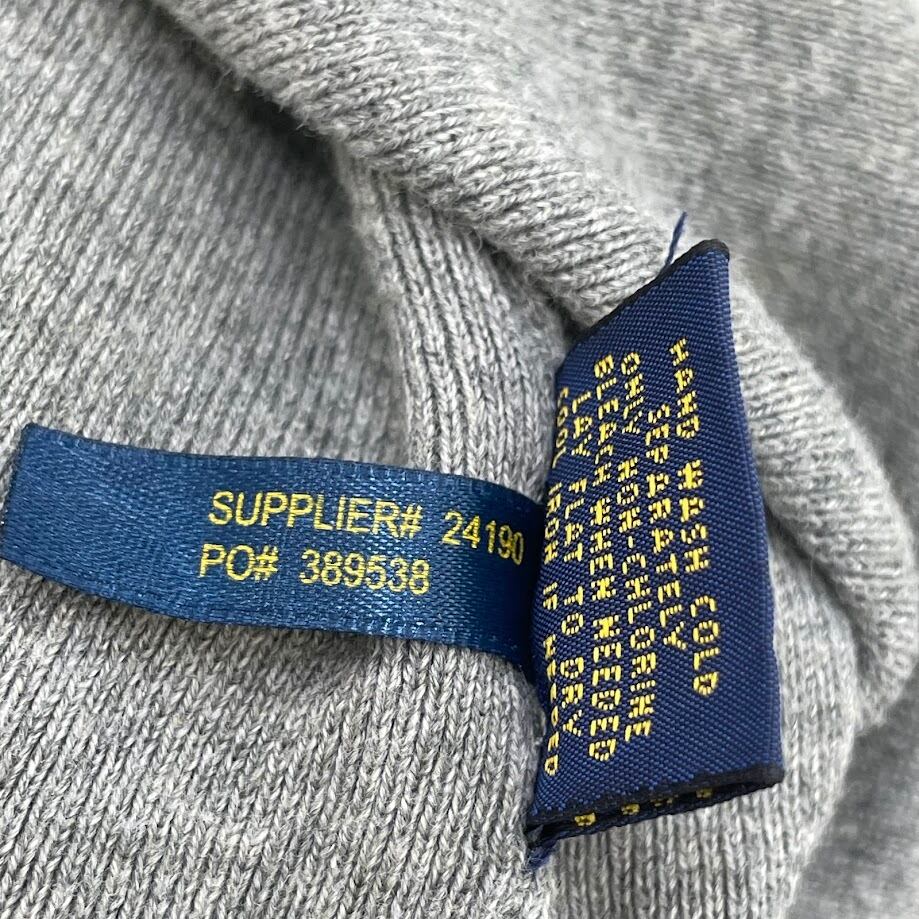 SUPPLIER# 24190
PO# 389538
HAND WASH COLD
SEPARATELY
ONLY NON-CHLORINE
BLEACH WHEN NEEDED
LAY FLAT TO DRY
COOL IRON IF NEEDED